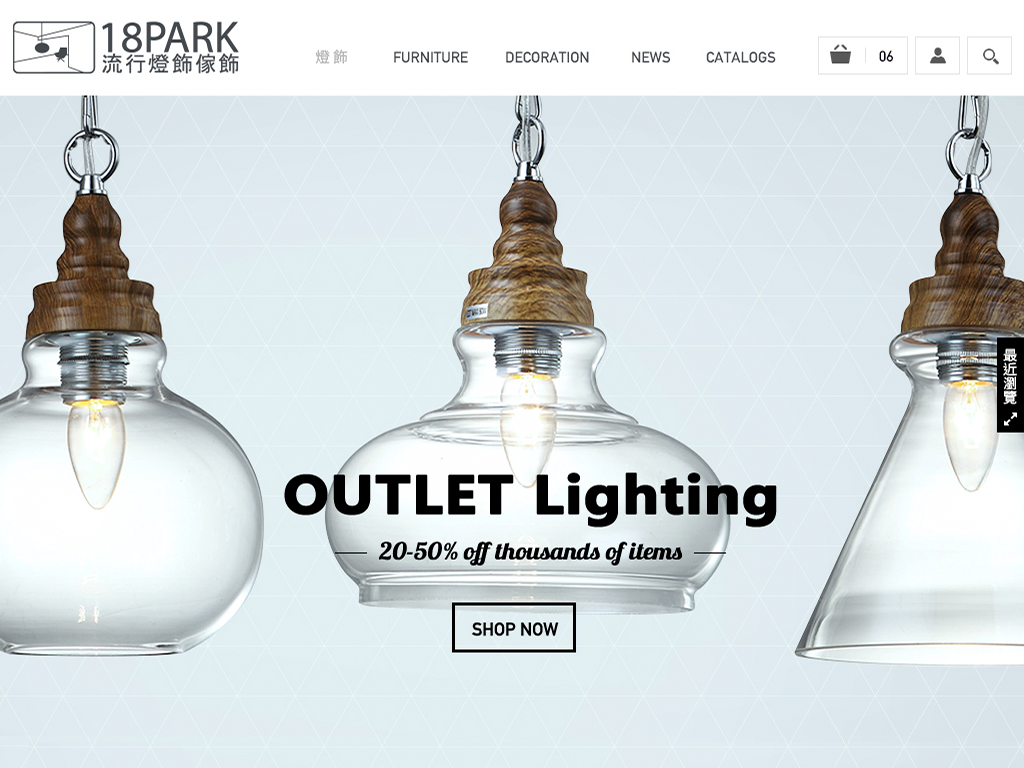 18PARK
流行燈飾傢飾
燈飾
FURNITURE
DECORATION
NEWS
CATALOGS
06
最近瀏覽
OUTLET Lighting
20-50% off thousands of items
SHOP NOW